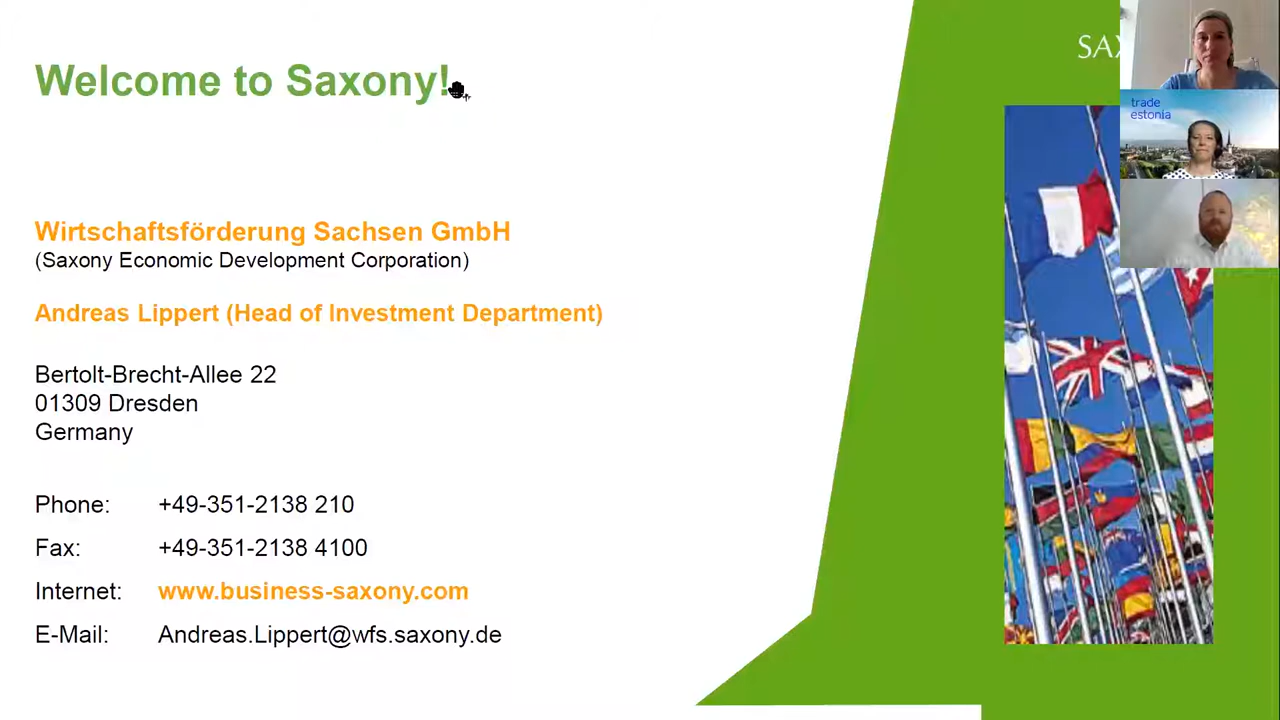 Welcome to Saxony!
Wirtschaftsförderung Sachsen GmbH
(Saxony Economic Development Corporation)
Andreas Lippert (Head of Investment Department)
Bertolt-Brecht-Allee 22
01309 Dresden
Germany
Phone: +49-351-2138 210
Fax: +49-351-2138 4100
Internet: www.business-saxony.com
E-Mail: Andreas.Lippert@wfs.saxony.de
trade
estonia